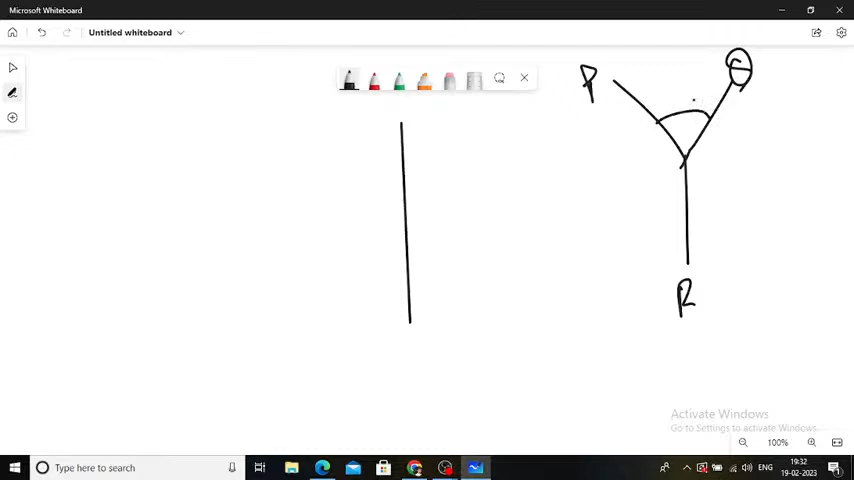 Microsoft Whiteboard
Untitled whiteboard
P
R
Activate Windows
Go to Settings to activate Windows.
100%
Type here to search
ENG
19:32
19-02-2023